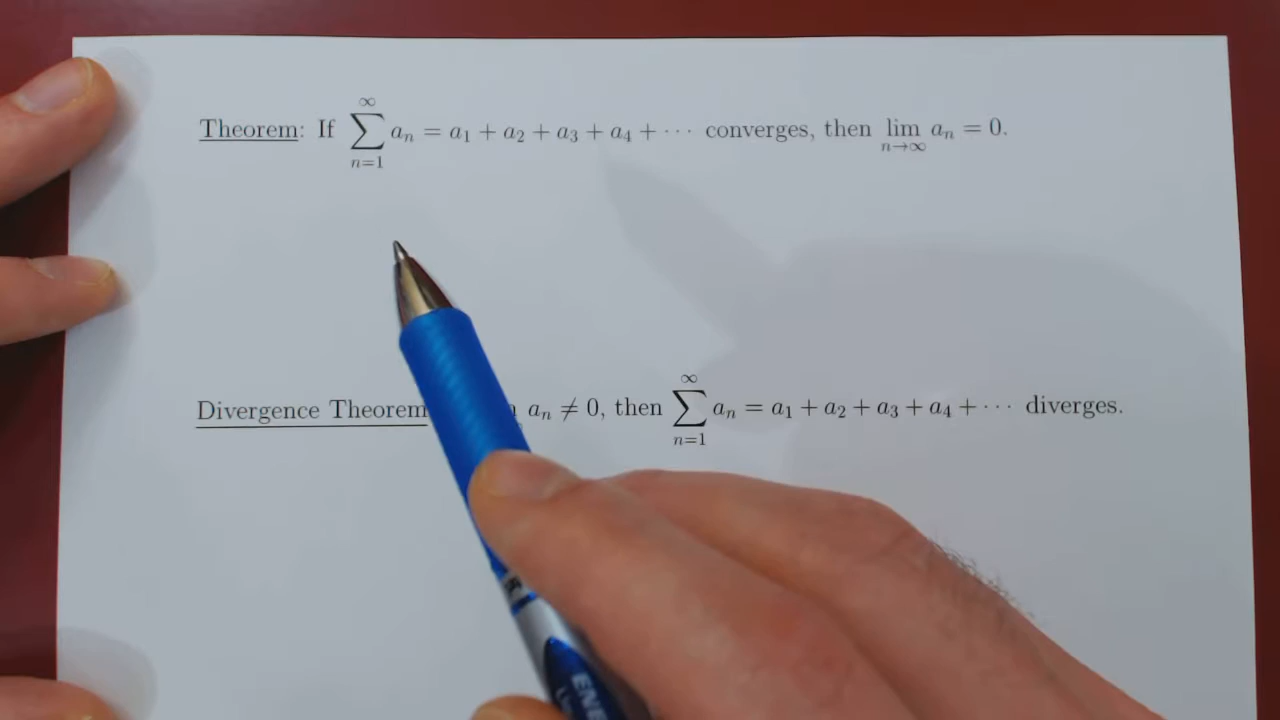 Theorem: If ∑_{n=1}^{∞} a_n = a_1 + a_2 + a_3 + a_4 + ⋯ converges, then lim_{n→∞} a_n = 0.
Divergence Theorem a_n ≠ 0, then ∑_{n=1}^{∞} a_n = a_1 + a_2 + a_3 + a_4 + ⋯ diverges.
ENE